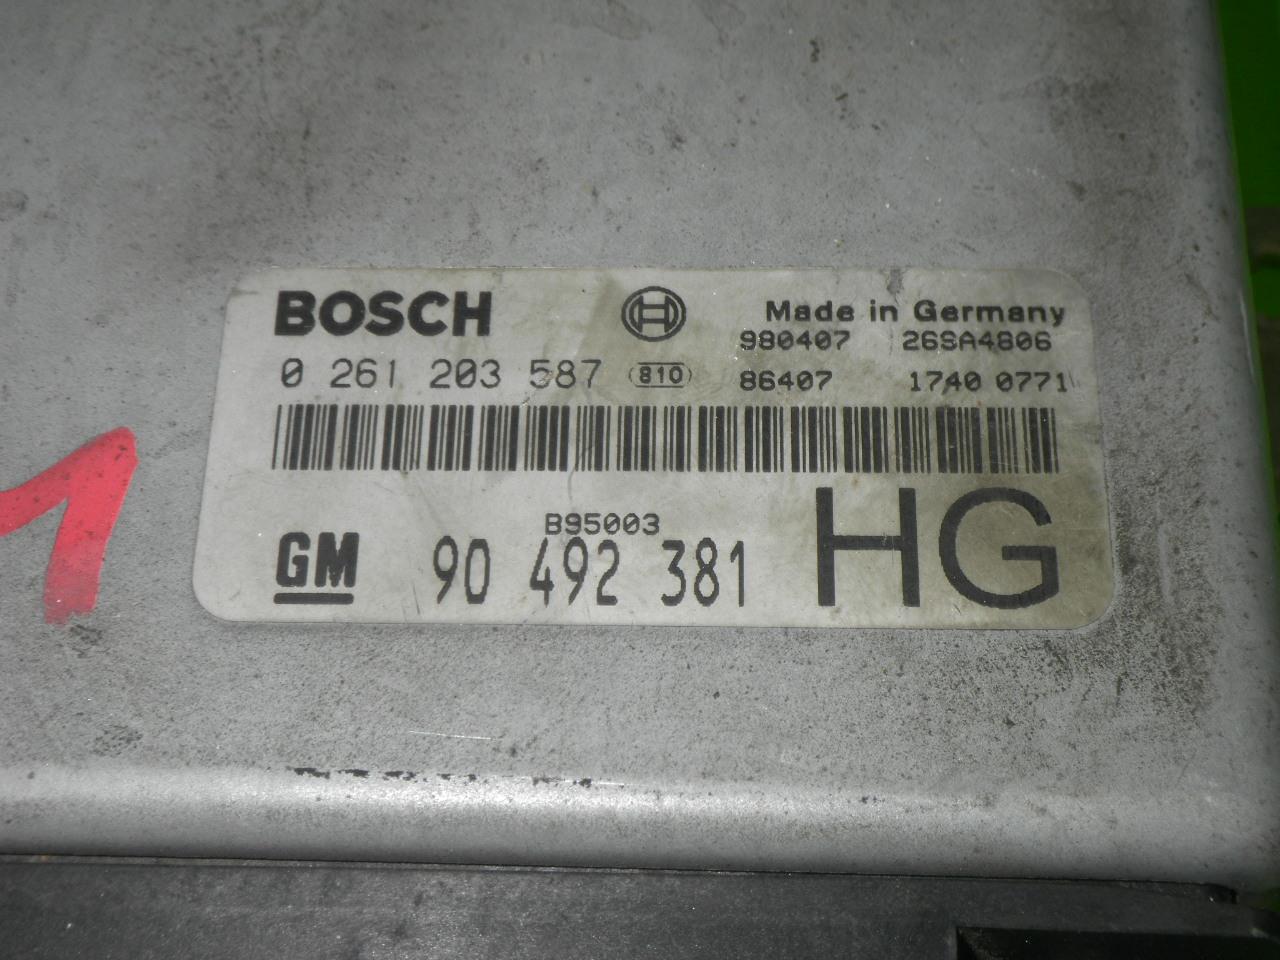 BOSCH
Made in Germany
980407 26SA4806
0 261 203 587 810
86407 1740 0771
B95003
GM 90 492 381 HG
1